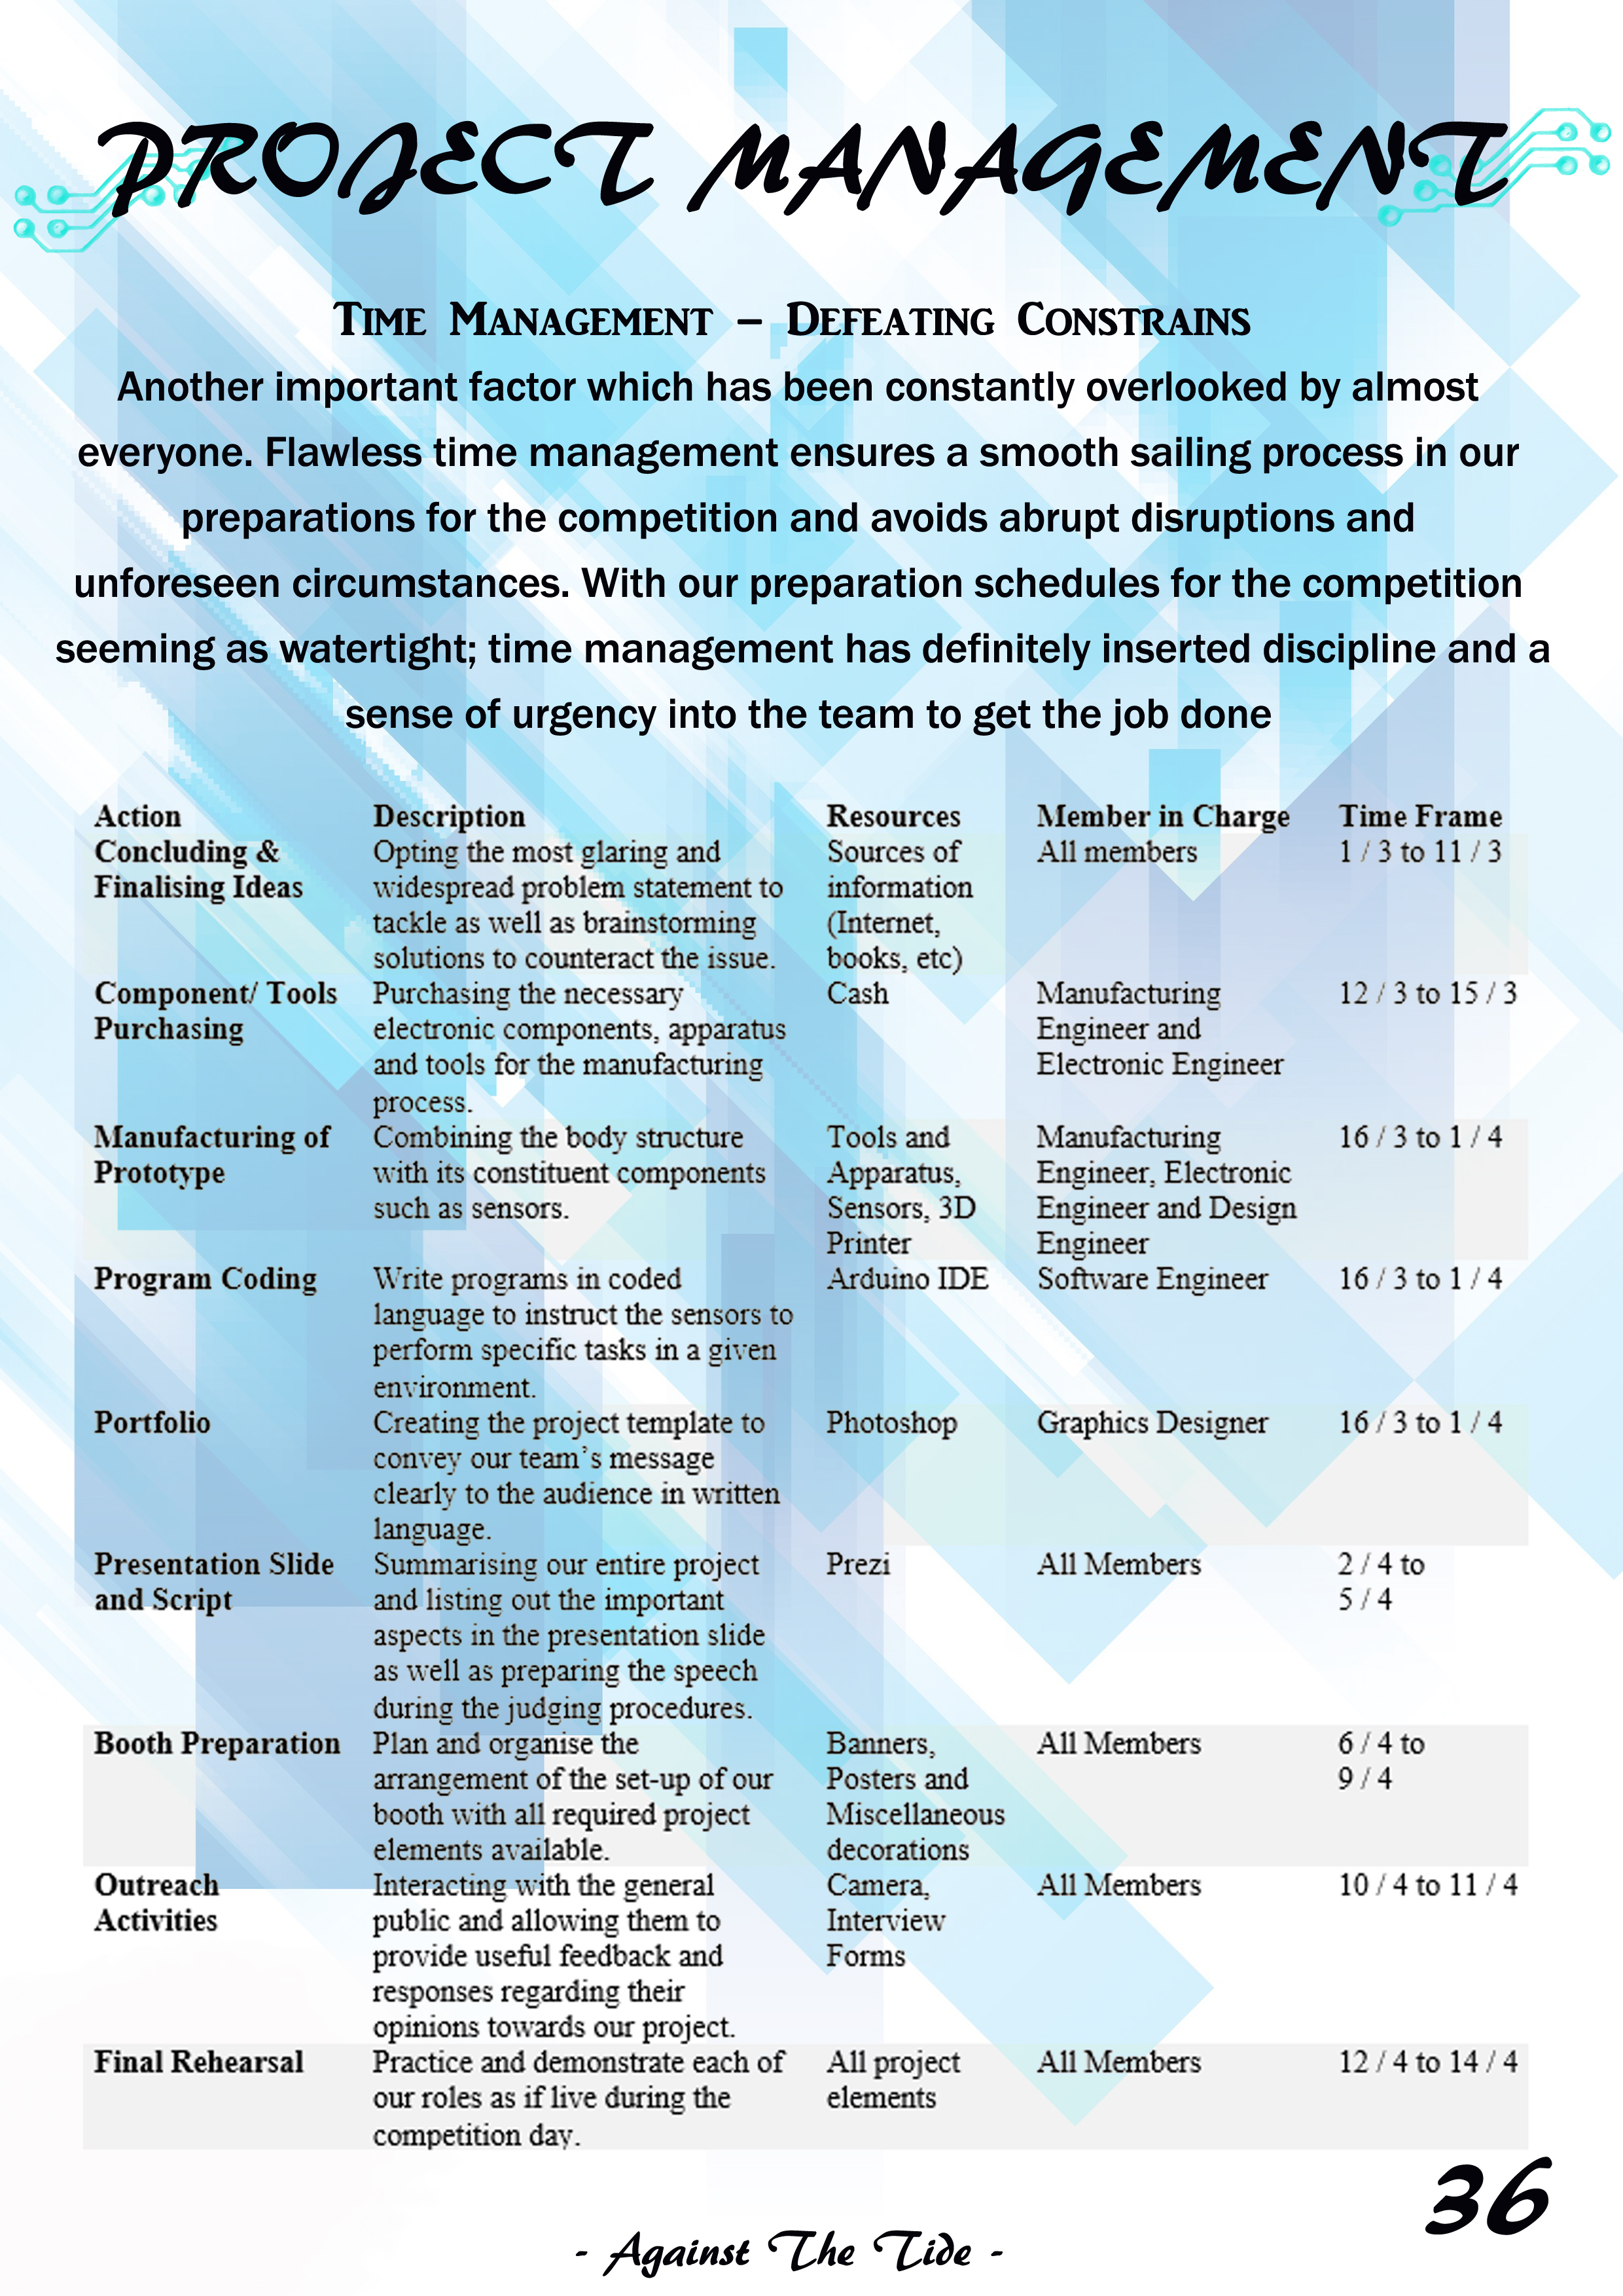 PROJECT MANAGEMENT
Time Management – Defeating Constrains
Another important factor which has been constantly overlooked by almost
everyone. Flawless time management ensures a smooth sailing process in our
preparations for the competition and avoids abrupt disruptions and
unforeseen circumstances. With our preparation schedules for the competition
seeming as watertight; time management has definitely inserted discipline and a
sense of urgency into the team to get the job done
Action Description Resources Member in Charge Time Frame
Concluding & Opting the most glaring and Sources of All members 1 / 3 to 11 / 3
Finalising Ideas widespread problem statement to information
tackle as well as brainstorming (Internet,
solutions to counteract the issue. books, etc)
Component/ Tools Purchasing the necessary Cash Manufacturing 12 / 3 to 15 / 3
Purchasing electronic components, apparatus Engineer and
and tools for the manufacturing Electronic Engineer
process.
Manufacturing of Combining the body structure Tools and Manufacturing 16 / 3 to 1 / 4
Prototype with its constituent components Apparatus, Engineer, Electronic
such as sensors. Sensors, 3D Engineer and Design
Printer Engineer
Program Coding Write programs in coded Arduino IDE Software Engineer 16 / 3 to 1 / 4
language to instruct the sensors to
perform specific tasks in a given
environment.
Portfolio Creating the project template to Photoshop Graphics Designer 16 / 3 to 1 / 4
convey our team's message
clearly to the audience in written
language.
Presentation Slide Summarising our entire project Prezi All Members 2 / 4 to
and Script and listing out the important 5 / 4
aspects in the presentation slide
as well as preparing the speech
during the judging procedures.
Booth Preparation Plan and organise the Banners, All Members 6 / 4 to
arrangement of the set-up of our Posters and 9 / 4
booth with all required project Miscellaneous
elements available. decorations
Outreach Interacting with the general Camera, All Members 10 / 4 to 11 / 4
Activities public and allowing them to Interview
provide useful feedback and Forms
responses regarding their
opinions towards our project.
Final Rehearsal Practice and demonstrate each of All project All Members 12 / 4 to 14 / 4
our roles as if live during the elements
competition day.
36
- Against The Tide -